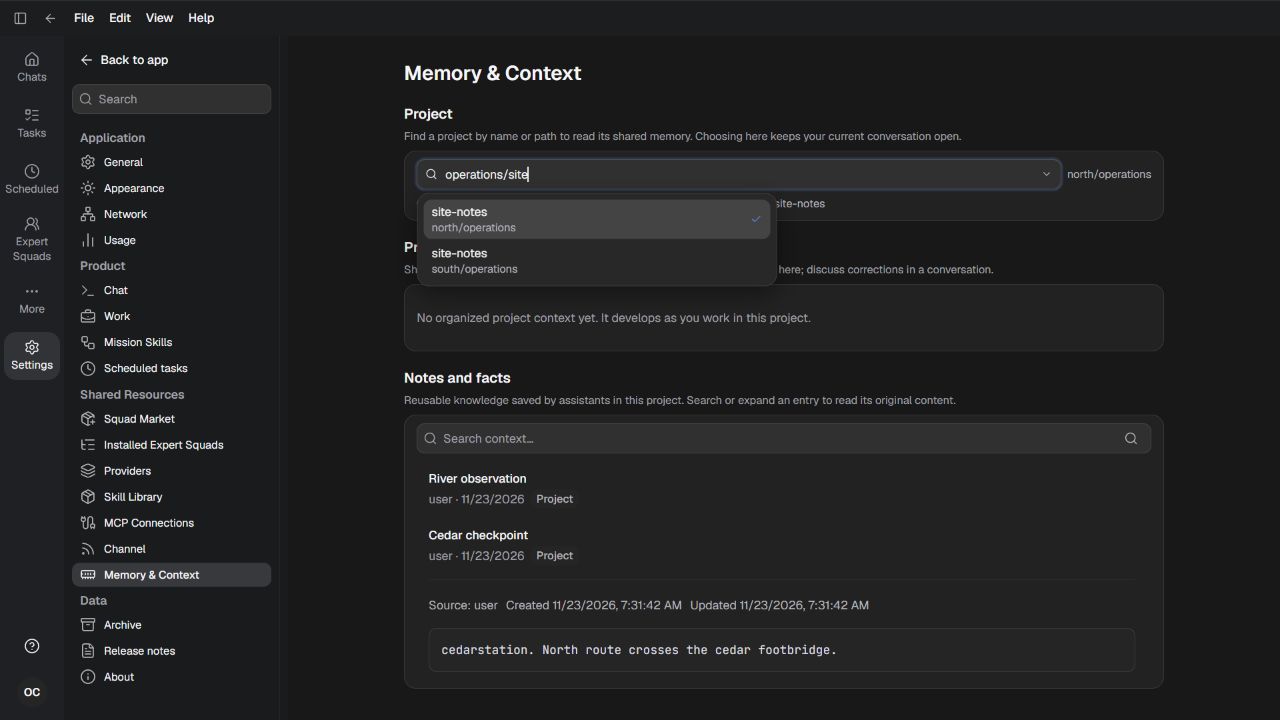 File Edit View Help
Chats
Tasks
Scheduled
Expert
Squads
More
Settings
OC
Back to app
Search
Application
General
Appearance
Network
Usage
Product
Chat
Work
Mission Skills
Scheduled tasks
Shared Resources
Squad Market
Installed Expert Squads
Providers
Skill Library
MCP Connections
Channel
Memory & Context
Data
Archive
Release notes
About
Memory & Context
Project
Find a project by name or path to read its shared memory. Choosing here keeps your current conversation open.
operations/site
north/operations
site-notes
site-notes
north/operations
site-notes
south/operations
Pr
Sh here; discuss corrections in a conversation.
No organized project context yet. It develops as you work in this project.
Notes and facts
Reusable knowledge saved by assistants in this project. Search or expand an entry to read its original content.
Search context...
River observation
user · 11/23/2026 Project
Cedar checkpoint
user · 11/23/2026 Project
Source: user Created 11/23/2026, 7:31:42 AM Updated 11/23/2026, 7:31:42 AM
cedarstation. North route crosses the cedar footbridge.